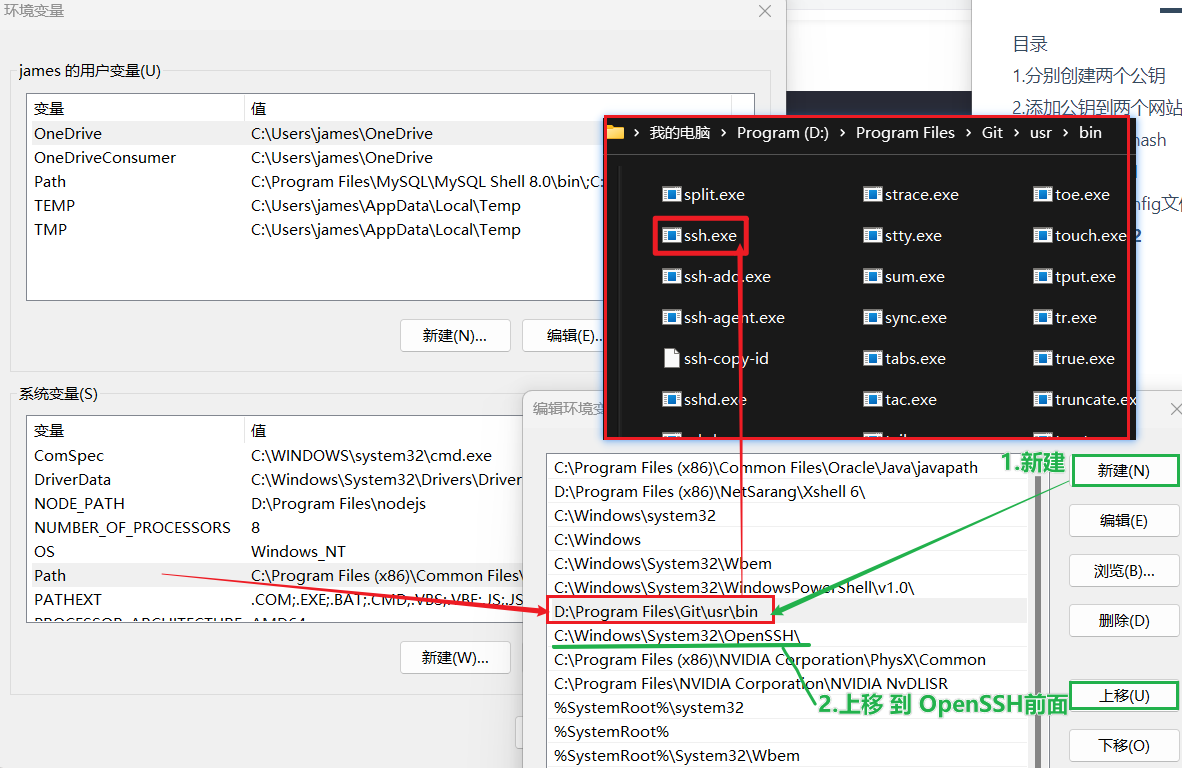 环境变量
james 的用户变量(U)
变量 值
OneDrive C:\Users\james\OneDrive
OneDriveConsumer C:\Users\james\OneDrive
Path C:\Program Files\MySQL\MySQL Shell 8.0\bin\;C:
TEMP C:\Users\james\AppData\Local\Temp
TMP C:\Users\james\AppData\Local\Temp
新建(N)... 编辑(E)...
系统变量(S)
变量 值
ComSpec C:\WINDOWS\system32\cmd.exe
DriverData C:\Windows\System32\Drivers\Driver
NODE_PATH D:\Program Files\nodejs
NUMBER_OF_PROCESSORS 8
OS Windows_NT
Path C:\Program Files (x86)\Common Files\
PATHEXT .COM;.EXE;.BAT;.CMD;.VBS;.VBE;.JS;.JS
PROCESSOR_ARCHITECTURE AMD64
新建(W)...
目录
1.分别创建两个公钥
2.添加公钥到两个网站
hash
nfig文件
2
我的电脑 › Program (D:) › Program Files › Git › usr › bin
split.exe strace.exe toe.exe
ssh.exe stty.exe touch.exe
ssh-add.exe sum.exe tput.exe
ssh-agent.exe sync.exe tr.exe
ssh-copy-id tabs.exe true.exe
sshd.exe tac.exe truncate.ex
编辑环境变
C:\Program Files (x86)\Common Files\Oracle\Java\javapath
D:\Program Files (x86)\NetSarang\Xshell 6\
C:\Windows\system32
C:\Windows
C:\Windows\System32\Wbem
C:\Windows\System32\WindowsPowerShell\v1.0\
D:\Program Files\Git\usr\bin
C:\Windows\System32\OpenSSH\
C:\Program Files (x86)\NVIDIA Corporation\PhysX\Common
C:\Program Files\NVIDIA Corporation\NVIDIA NvDLISR
%SystemRoot%\system32
%SystemRoot%
%SystemRoot%\System32\Wbem
1.新建
2.上移 到 OpenSSH前面
新建(N)
编辑(E)
浏览(B)...
删除(D)
上移(U)
下移(O)